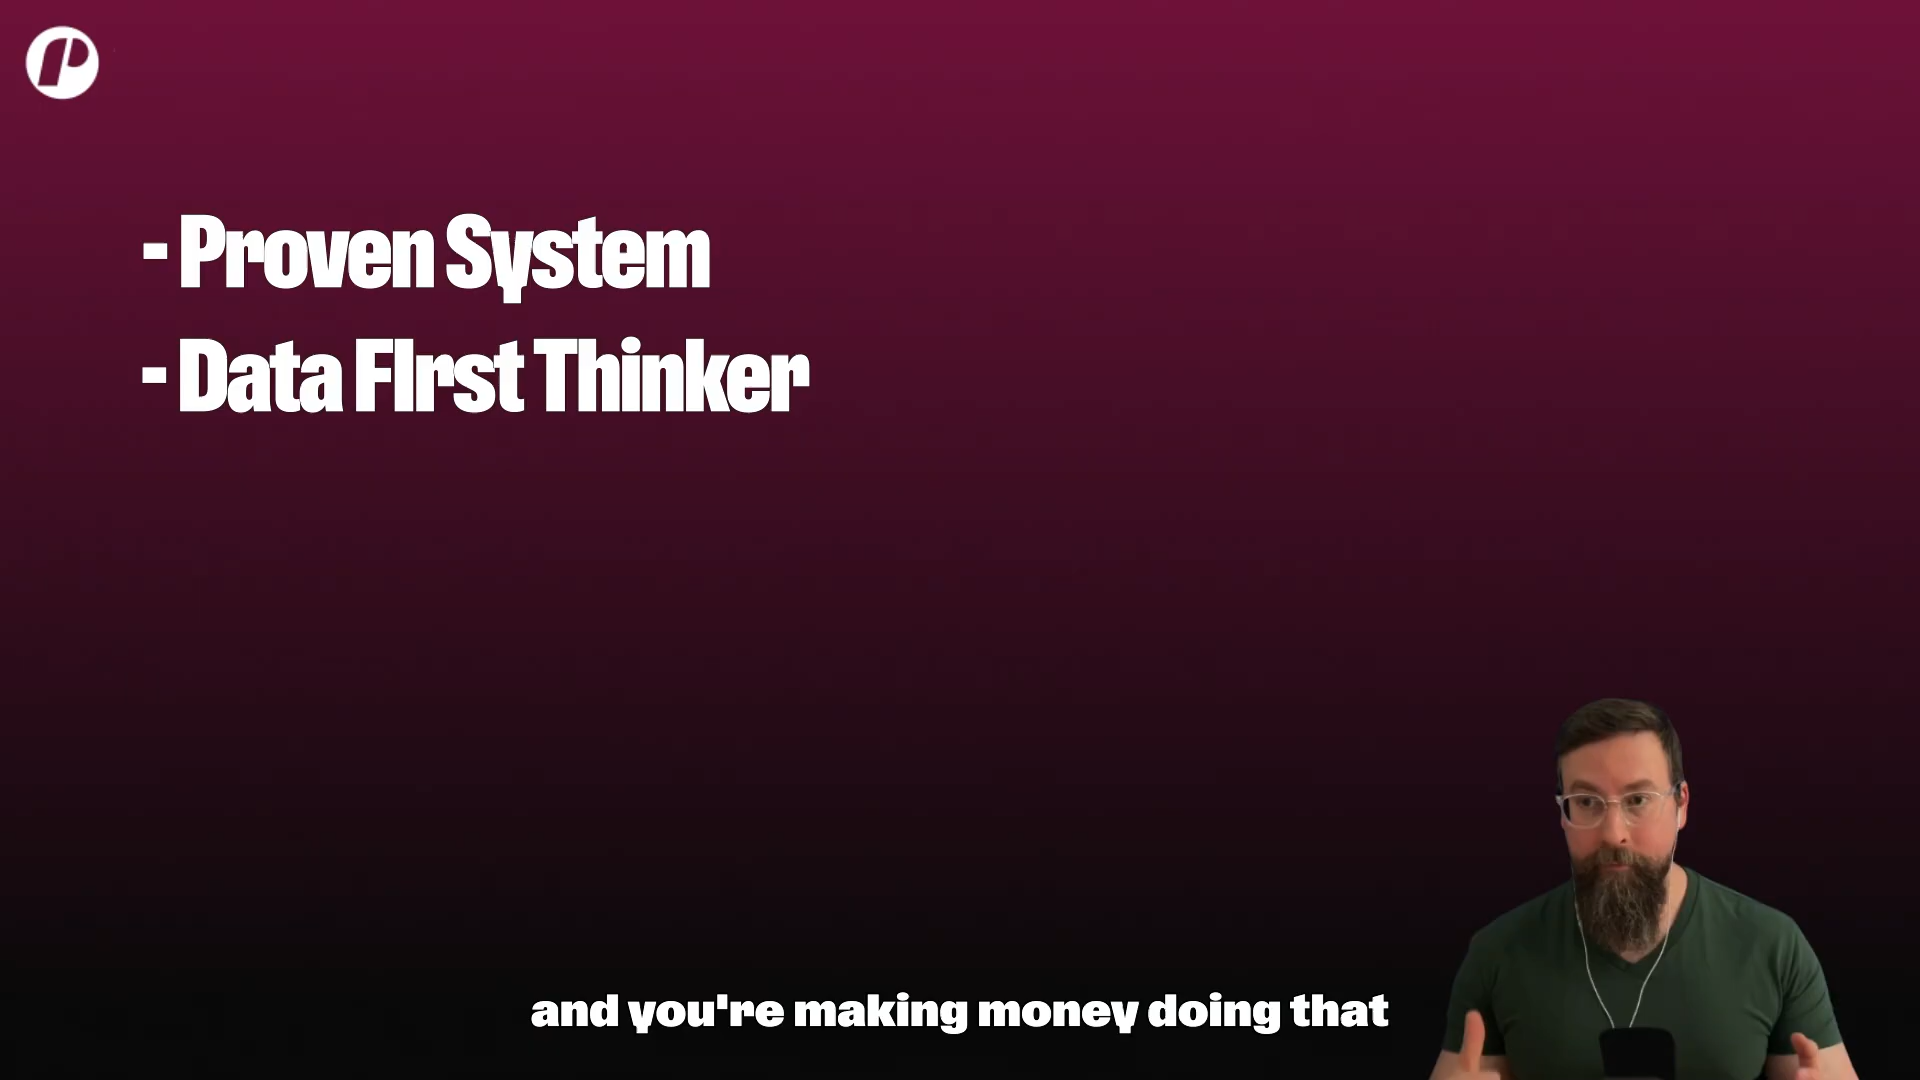 - Proven System
- Data FIrst Thinker
and you're making money doing that